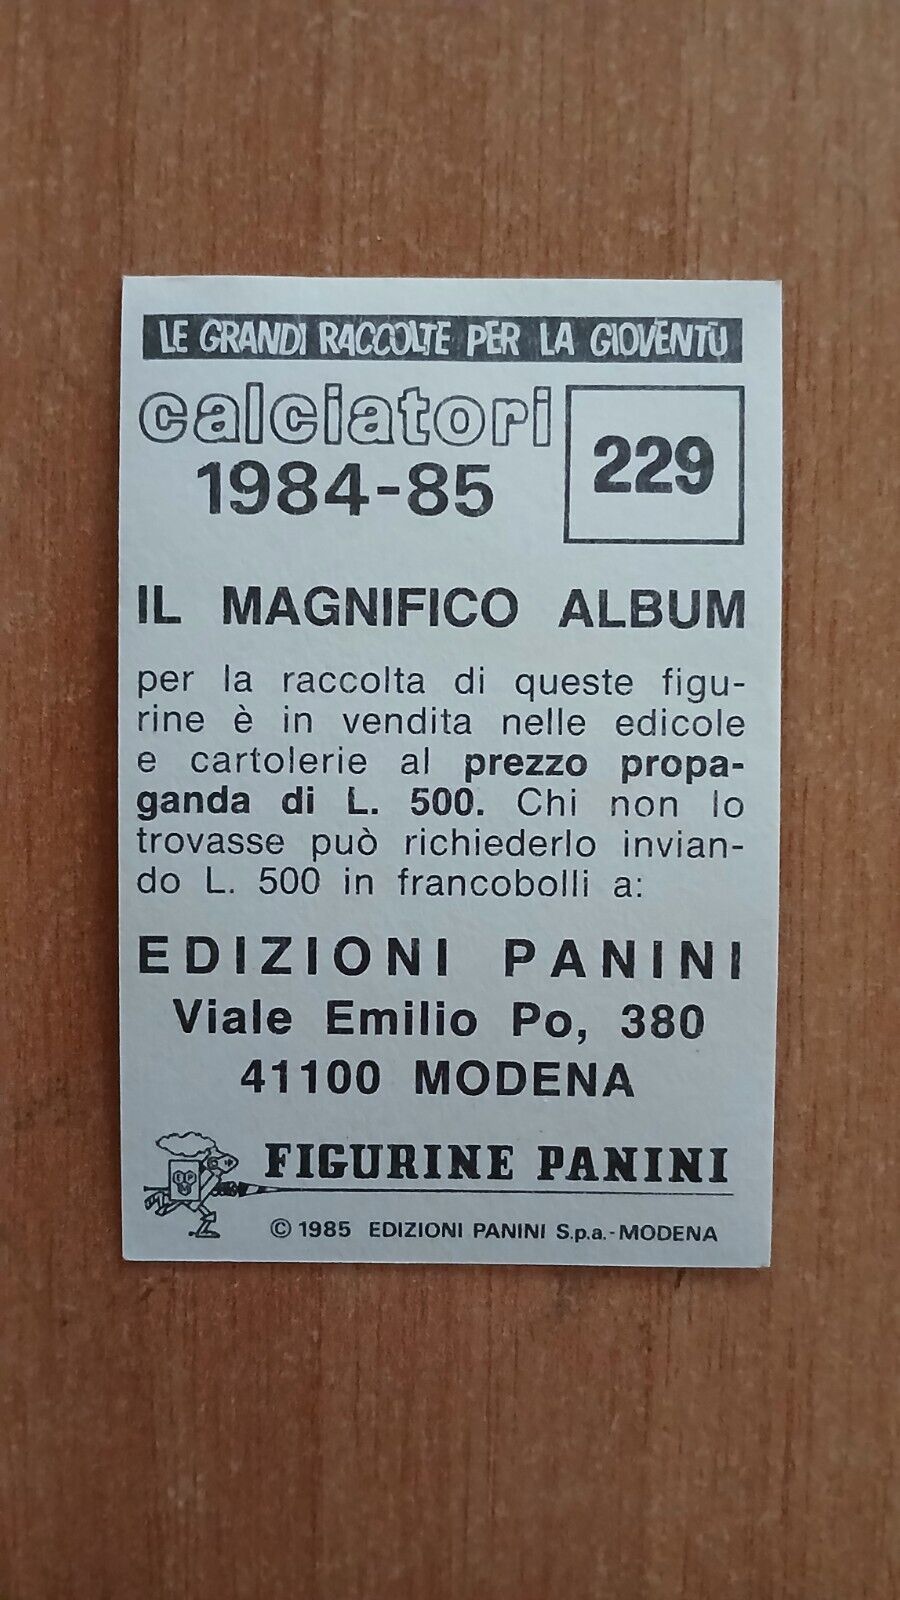 LE GRANDI RACCOLTE PER LA GIOVENTÙ
calciatori
1984-85
229
IL MAGNIFICO ALBUM
per la raccolta di queste figu-
rine è in vendita nelle edicole
e cartolerie al prezzo propa-
ganda di L. 500. Chi non lo
trovasse può richiederlo invian-
do L. 500 in francobolli a:
EDIZIONI PANINI
Viale Emilio Po, 380
41100 MODENA
FIGURINE PANINI
© 1985 EDIZIONI PANINI S.p.a.-MODENA